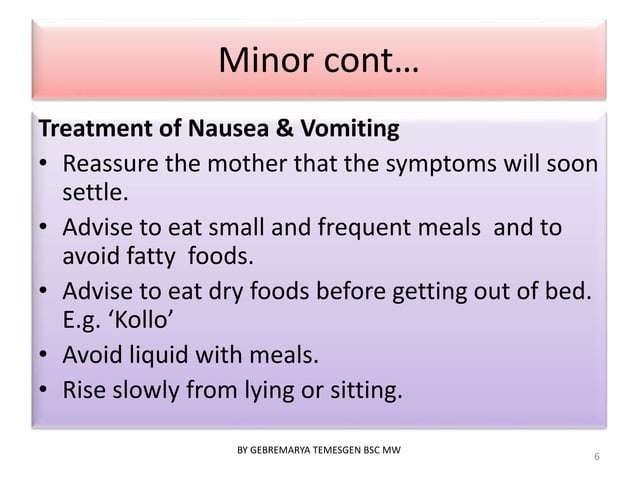 Minor cont…
Treatment of Nausea & Vomiting
• Reassure the mother that the symptoms will soon
settle.
• Advise to eat small and frequent meals  and to
avoid fatty  foods.
• Advise to eat dry foods before getting out of bed.
E.g. ‘Kollo’
• Avoid liquid with meals.
• Rise slowly from lying or sitting.
BY GEBREMARYA TEMESGEN BSC MW
6